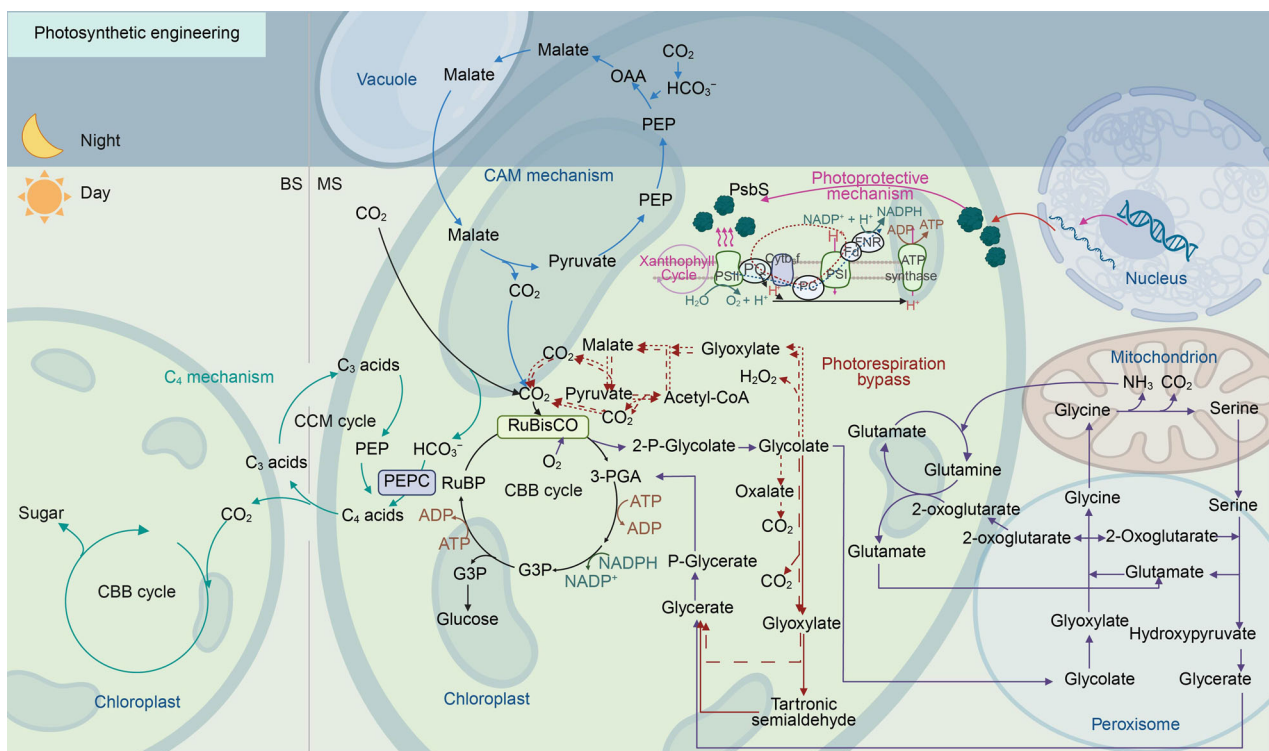 Photosynthetic engineering
Night
Day
BS
MS
Vacuole
Malate
Malate
OAA
CO₂
HCO₃⁻
PEP
CAM mechanism
PEP
Malate
Pyruvate
CO₂
CO₂
PsbS
Photoprotective
mechanism
NADP⁺ + H⁺
NADPH
ADP
ATP
H⁺
FNR
Fd
Xanthophyll
Cycle
PSII
PQ
Cytb₆f
PC
PSI
ATP
synthase
H₂O
O₂ + H⁺
H⁺
H⁺
Nucleus
C₄ mechanism
C₃ acids
CCM cycle
PEP
HCO₃⁻
C₃ acids
PEPC
C₄ acids
CO₂
Sugar
CBB cycle
Chloroplast
CO₂
Malate
Glyoxylate
H₂O₂
Photorespiration
bypass
CO₂
Pyruvate
Acetyl-CoA
CO₂
RuBisCO
O₂
2-P-Glycolate
Glycolate
RuBP
CBB cycle
3-PGA
ATP
ADP
ADP
ATP
NADPH
NADP⁺
G3P
G3P
Glucose
Chloroplast
Oxalate
CO₂
CO₂
P-Glycerate
Glycerate
Glyoxylate
Tartronic
semialdehyde
Mitochondrion
NH₃
CO₂
Glycine
Serine
Glutamate
Glutamine
2-oxoglutarate
Glutamate
Glycine
Serine
2-oxoglutarate
2-Oxoglutarate
Glutamate
Glyoxylate
Hydroxypyruvate
Glycolate
Glycerate
Peroxisome